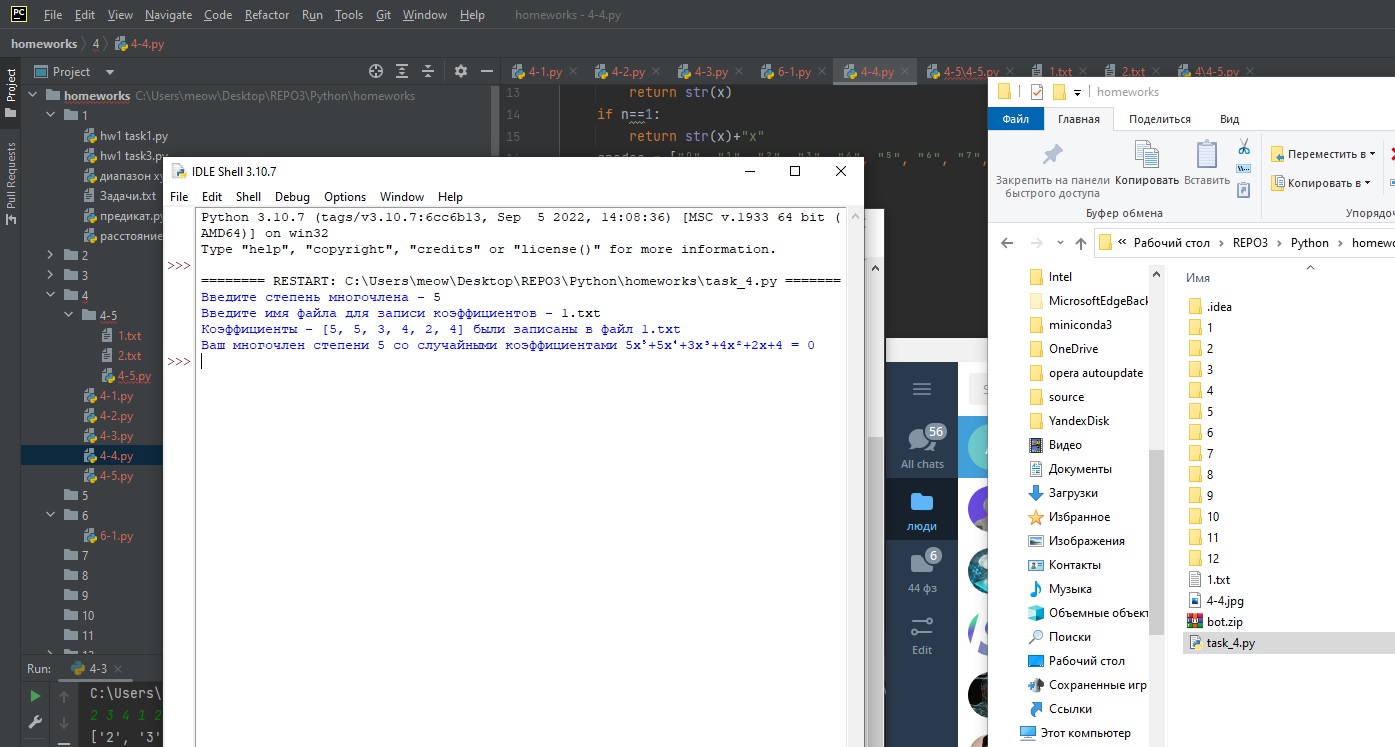 PC File Edit View Navigate Code Refactor Run Tools Git Window Help homeworks - 4-4.py
homeworks 4 4-4.py
Project
Pull Requests
Project
4-1.py 4-2.py 4-3.py 6-1.py 4-4.py 4-5\4-5.py 1.txt 2.txt 4\4-5.py
homeworks C:\Users\meow\Desktop\REPO3\Python\homeworks
1
hw1 task1.py
hw1 task3.py
диапазон
Задачи.txt
предикат.py
расстояние
2
3
4
4-5
1.txt
2.txt
4-5.py
4-1.py
4-2.py
4-3.py
4-4.py
4-5.py
5
6
6-1.py
7
8
9
10
11
Run: 4-3
C:\Users\
2 3 4 1 2
['2', '3'
13 return str(x)
14 if n==1:
15 return str(x)+"x"
IDLE Shell 3.10.7
File Edit Shell Debug Options Window Help
Python 3.10.7 (tags/v3.10.7:6cc6b13, Sep 5 2022, 14:08:36) [MSC v.1933 64 bit (
AMD64)] on win32
Type "help", "copyright", "credits" or "license()" for more information.
>>>
======== RESTART: C:\Users\meow\Desktop\REPO3\Python\homeworks\task_4.py =======
Введите степень многочлена - 5
Введите имя файла для записи коэффициентов - 1.txt
Коэффициенты - [5, 5, 3, 4, 2, 4] были записаны в файл 1.txt
Ваш многочлен степени 5 со случайными коэффициентами 5x⁵+5x⁴+3x³+4x²+2x+4 = 0
>>>
56
All chats
люди
6
44 фз
Edit
homeworks
Файл Главная Поделиться Вид
Закрепить на панели
быстрого доступа
Копировать
Вставить
Переместить в
Копировать в
Буфер обмена
Упорядо
« Рабочий стол › REPO3 › Python › homewo
Intel
MicrosoftEdgeBack
miniconda3
OneDrive
opera autoupdate
source
YandexDisk
Видео
Документы
Загрузки
Избранное
Изображения
Контакты
Музыка
Объемные объект
Поиски
Рабочий стол
Сохраненные игр
Ссылки
Этот компьютер
Имя
.idea
1
2
3
4
5
6
7
8
9
10
11
12
1.txt
4-4.jpg
bot.zip
task_4.py